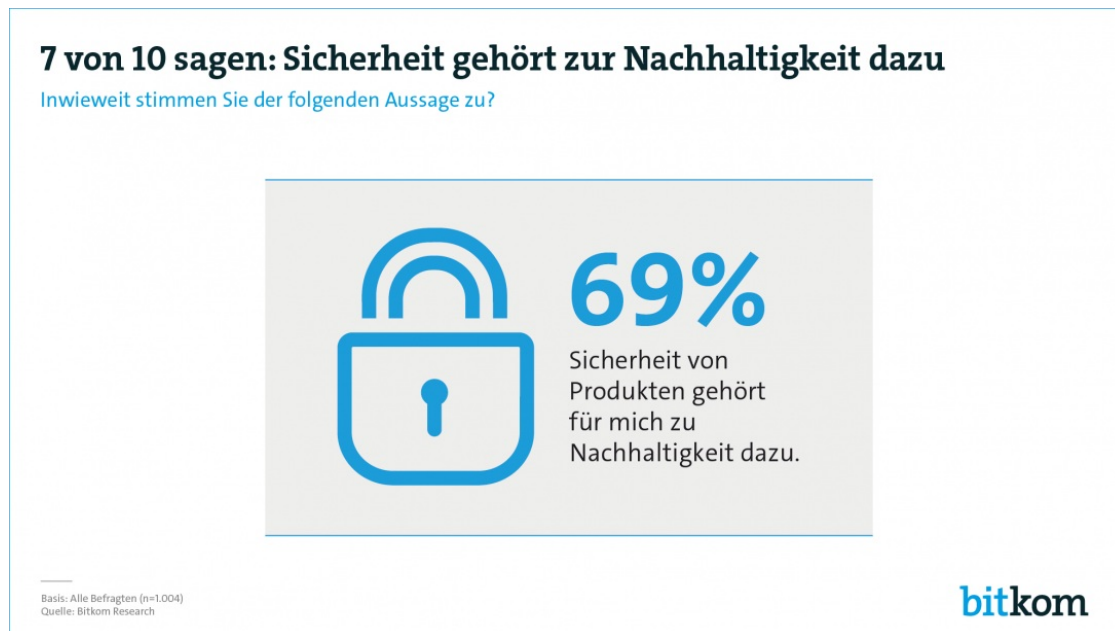 7 von 10 sagen: Sicherheit gehört zur Nachhaltigkeit dazu
Inwieweit stimmen Sie der folgenden Aussage zu?
69%
Sicherheit von
Produkten gehört
für mich zu
Nachhaltigkeit dazu.
Basis: Alle Befragten (n=1.004)
Quelle: Bitkom Research
bitkom